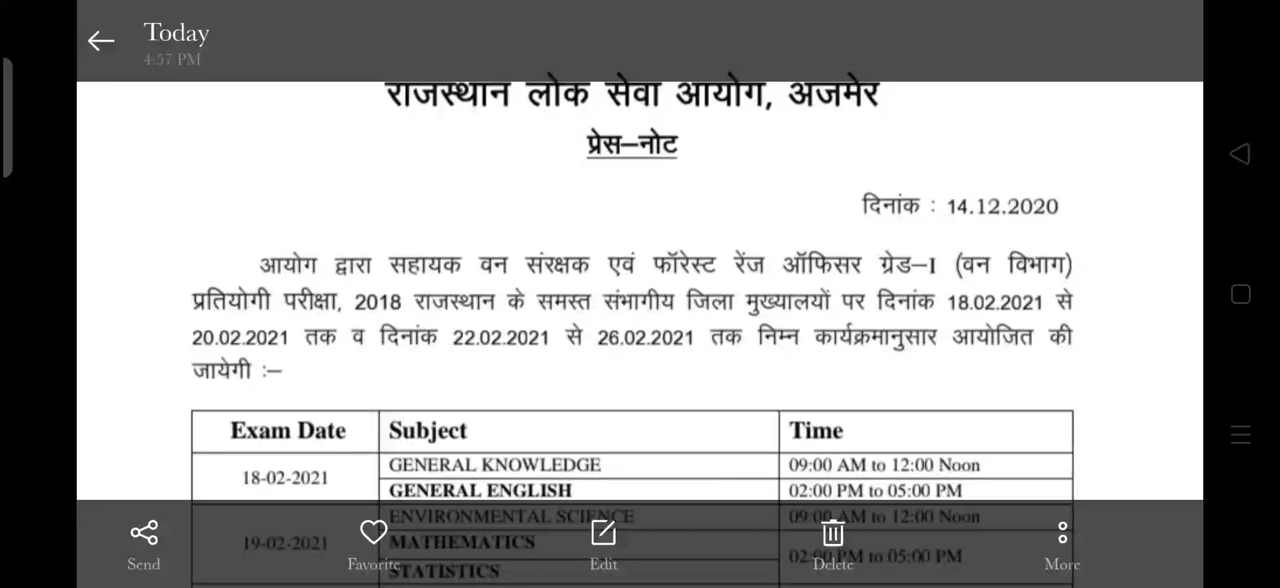 Today
4:57 PM
राजस्थान लोक सेवा आयोग, अजमेर
प्रेस–नोट
दिनांक : 14.12.2020
आयोग द्वारा सहायक वन संरक्षक एवं फॉरेस्ट रेंज ऑफिसर ग्रेड–I (वन विभाग)
प्रतियोगी परीक्षा, 2018 राजस्थान के समस्त संभागीय जिला मुख्यालयों पर दिनांक 18.02.2021 से
20.02.2021 तक व दिनांक 22.02.2021 से 26.02.2021 तक निम्न कार्यक्रमानुसार आयोजित की
जायेगी :–
Exam Date Subject Time
18-02-2021 GENERAL KNOWLEDGE 09:00 AM to 12:00 Noon
GENERAL ENGLISH 02:00 PM to 05:00 PM
19-02-2021 ENVIRONMENTAL SCIENCE 09:00 AM to 12:00 Noon
MATHEMATICS 02:00 PM to 05:00 PM
STATISTICS
Send Favorite Edit Delete More